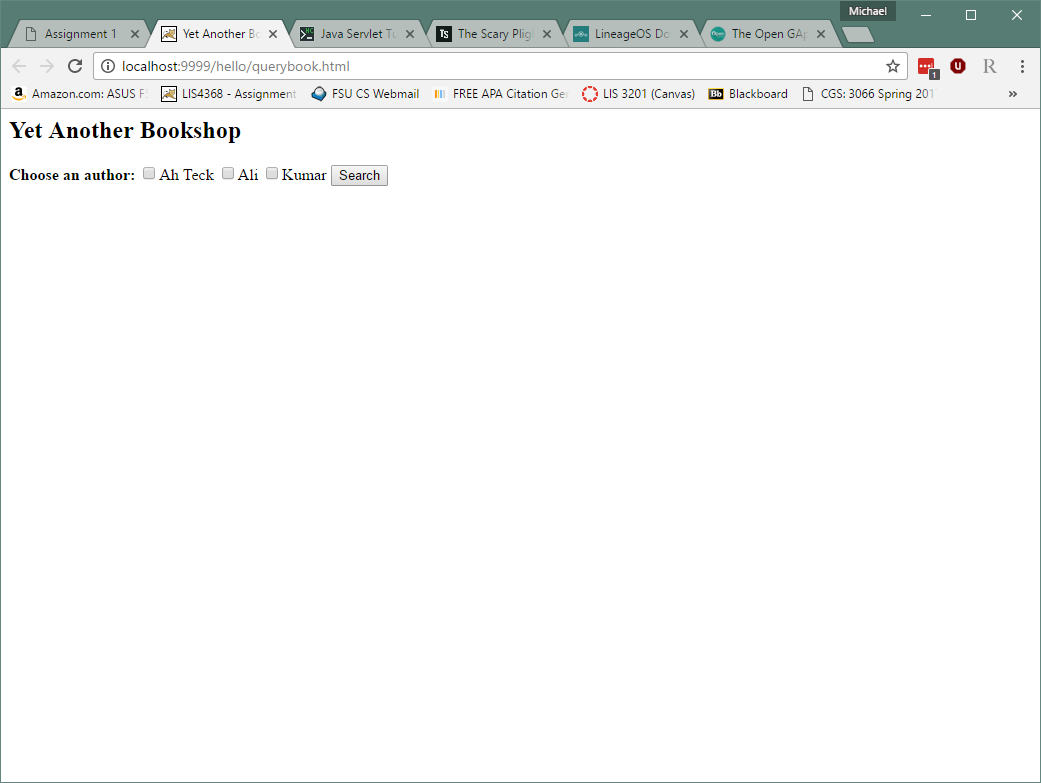 Michael
Assignment 1 Yet Another Bo Java Servlet Tu The Scary Plig LineageOS Do The Open GAp
localhost:9999/hello/querybook.html 1 R
Amazon.com: ASUS F LIS4368 - Assignment FSU CS Webmail FREE APA Citation Ge LIS 3201 (Canvas) Bb Blackboard CGS: 3066 Spring 201 »
Yet Another Bookshop
Choose an author: Ah Teck Ali Kumar Search